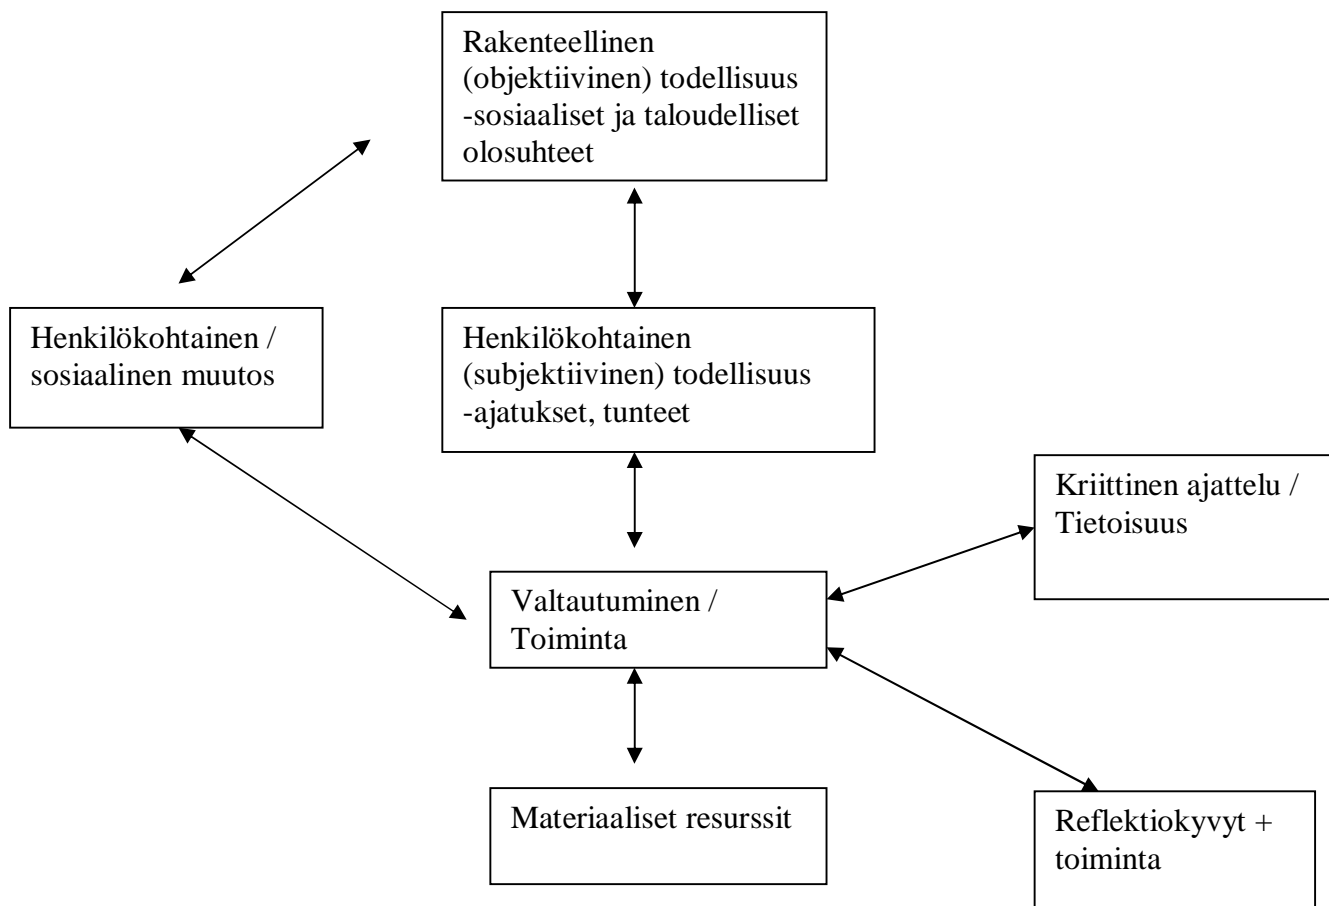 Rakenteellinen
(objektiivinen) todellisuus
-sosiaaliset ja taloudelliset
olosuhteet
Henkilökohtainen /
sosiaalinen muutos
Henkilökohtainen
(subjektiivinen) todellisuus
-ajatukset, tunteet
Kriittinen ajattelu /
Tietoisuus
Valtautuminen /
Toiminta
Materiaaliset resurssit
Reflektiokyvyt +
toiminta